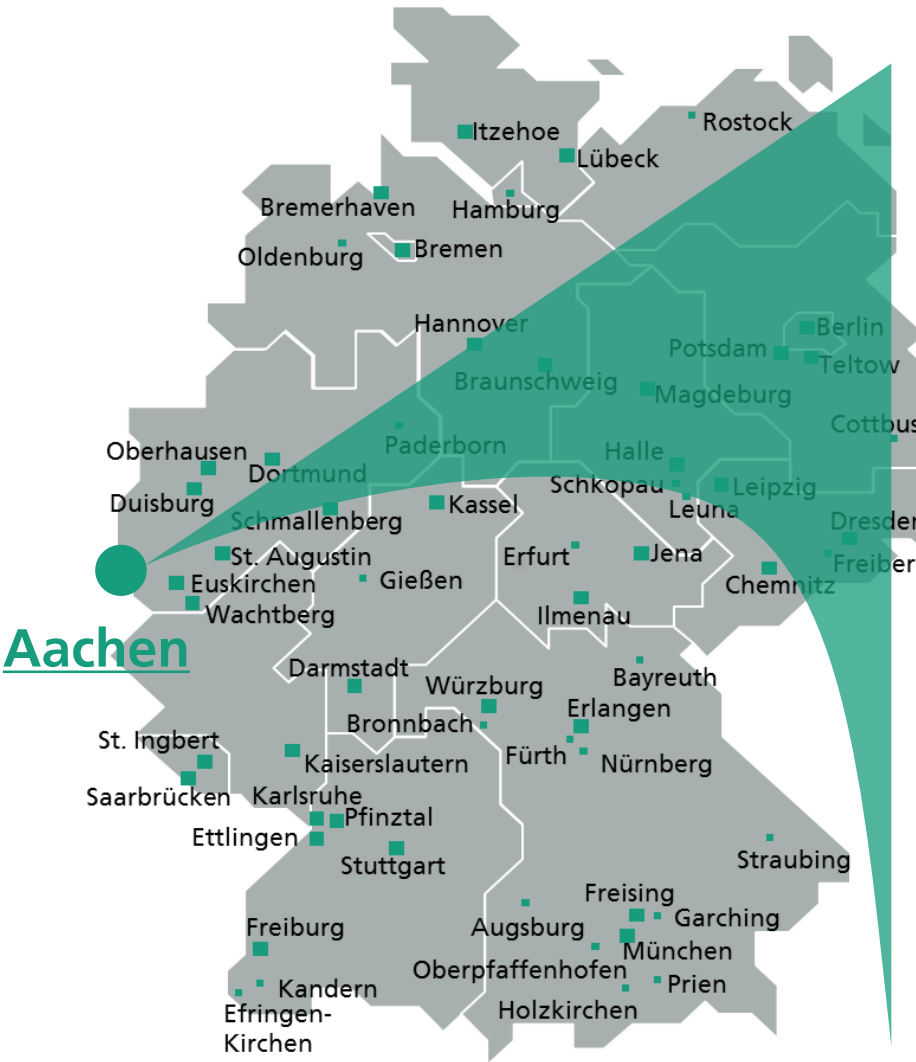 Itzehoe
Rostock
Lübeck
Bremerhaven
Hamburg
Oldenburg
Bremen
Hannover
Berlin
Potsdam
Teltow
Braunschweig
Magdeburg
Cottbus
Paderborn
Oberhausen
Halle
Dortmund
Schkopau
Leipzig
Duisburg
Kassel
Leuna
Schmallenberg
Dresden
St. Augustin
Erfurt
Jena
Freiber
Euskirchen
Gießen
Chemnitz
Wachtberg
Ilmenau
Aachen
Darmstadt
Bayreuth
Würzburg
Erlangen
Bronnbach
St. Ingbert
Fürth
Kaiserslautern
Nürnberg
Saarbrücken
Karlsruhe
Pfinztal
Ettlingen
Stuttgart
Straubing
Freising
Garching
Augsburg
Freiburg
München
Oberpfaffenhofen
Prien
Kandern
Holzkirchen
Efringen-
Kirchen